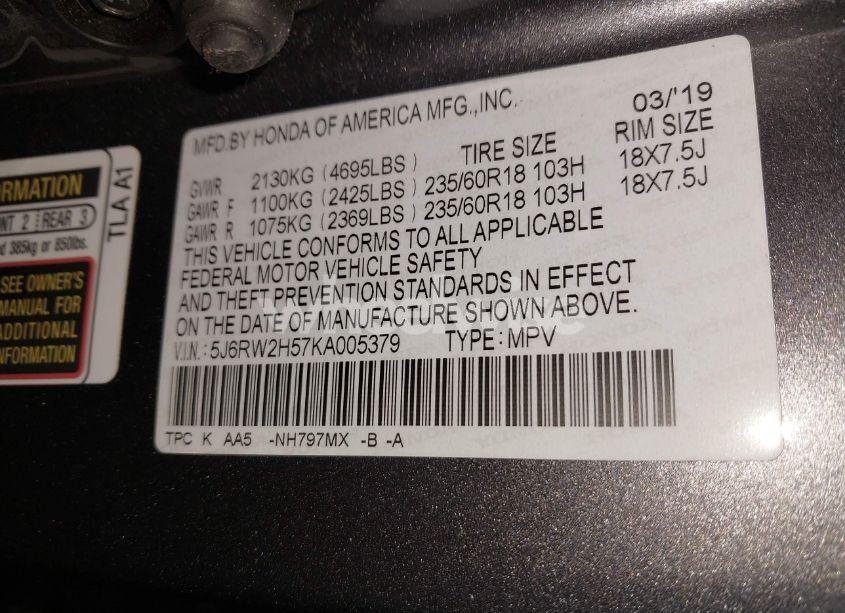 RMATION
NT 2 REAR 3
d 385kg or 850lbs.
SEE OWNER'S
MANUAL FOR
ADDITIONAL
INFORMATION
TLA A1
MFD.BY HONDA OF AMERICA MFG.,INC. 03/'19
TIRE SIZE RIM SIZE
GVWR 2130KG (4695LBS)
GAWR F 1100KG (2425LBS) 235/60R18 103H 18X7.5J
GAWR R 1075KG (2369LBS) 235/60R18 103H 18X7.5J
THIS VEHICLE CONFORMS TO ALL APPLICABLE
FEDERAL MOTOR VEHICLE SAFETY
AND THEFT PREVENTION STANDARDS IN EFFECT
ON THE DATE OF MANUFACTURE SHOWN ABOVE.
V.I.N.:5J6RW2H57KA005379 TYPE:MPV
TPC K AA5 -NH797MX -B -A